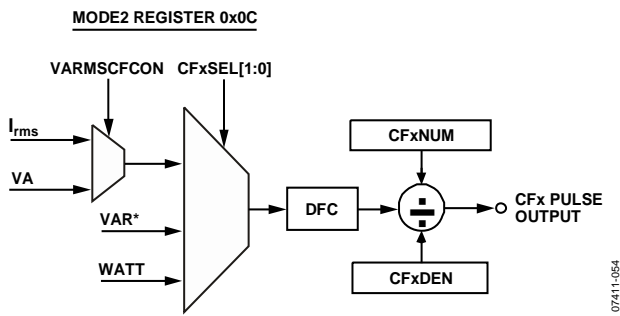 MODE2 REGISTER 0x0C
VARMSCFCON CFxSEL[1:0]
Irms
VA
VAR*
WATT
DFC
CFxNUM
÷
CFxDEN
CFx PULSE
OUTPUT
07411-054